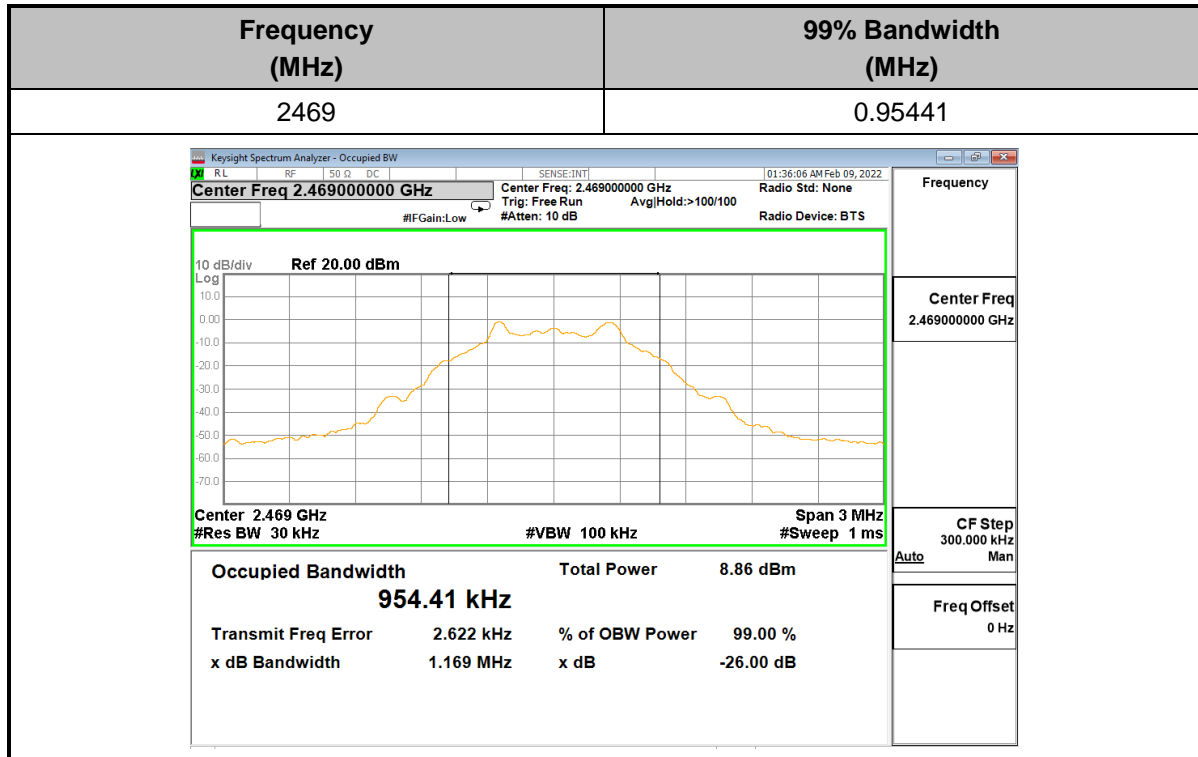 Frequency
(MHz)
99% Bandwidth
(MHz)
2469
0.95441
Keysight Spectrum Analyzer - Occupied BW
LXI RL RF 50 Ω DC SENSE:INT 01:36:06 AM Feb 09, 2022
Center Freq 2.469000000 GHz
Center Freq: 2.469000000 GHz
Radio Std: None
Trig: Free Run
Avg|Hold:>100/100
#IFGain:Low
#Atten: 10 dB
Radio Device: BTS
Frequency
10 dB/div
Ref 20.00 dBm
Log
10.0
0.00
-10.0
-20.0
-30.0
-40.0
-50.0
-60.0
-70.0
Center 2.469 GHz
Span 3 MHz
#Res BW 30 kHz
#VBW 100 kHz
#Sweep 1 ms
Center Freq
2.469000000 GHz
CF Step
300.000 kHz
Auto Man
Freq Offset
0 Hz
Occupied Bandwidth
954.41 kHz
Total Power 8.86 dBm
Transmit Freq Error 2.622 kHz
% of OBW Power 99.00 %
x dB Bandwidth 1.169 MHz
x dB -26.00 dB